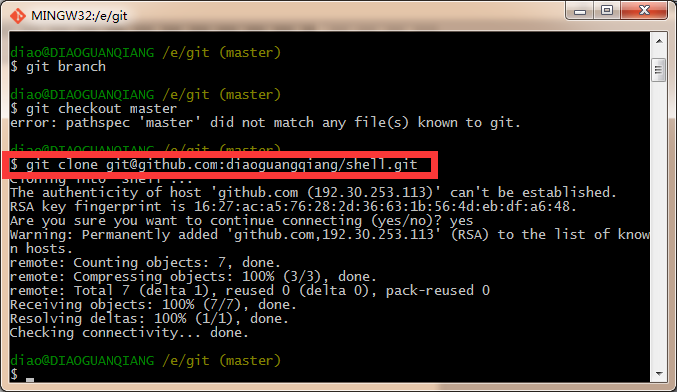 MINGW32:/e/git
diao@DIAOGUANQIANG /e/git (master)
$ git branch
diao@DIAOGUANQIANG /e/git (master)
$ git checkout master
error: pathspec 'master' did not match any file(s) known to git.
diao@DIAOGUANQIANG /e/git (master)
$ git clone git@github.com:diaoguangqiang/shell.git
Cloning into 'shell'...
The authenticity of host 'github.com (192.30.253.113)' can't be established.
RSA key fingerprint is 16:27:ac:a5:76:28:2d:36:63:1b:56:4d:eb:df:a6:48.
Are you sure you want to continue connecting (yes/no)? yes
Warning: Permanently added 'github.com,192.30.253.113' (RSA) to the list of know
n hosts.
remote: Counting objects: 7, done.
remote: Compressing objects: 100% (3/3), done.
remote: Total 7 (delta 1), reused 0 (delta 0), pack-reused 0
Receiving objects: 100% (7/7), done.
Resolving deltas: 100% (1/1), done.
Checking connectivity... done.
diao@DIAOGUANQIANG /e/git (master)
$